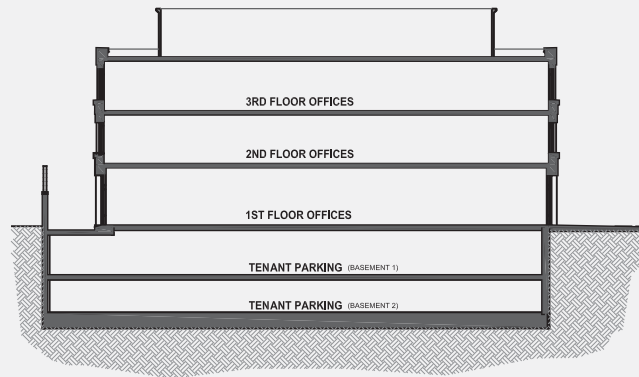 3RD FLOOR OFFICES
2ND FLOOR OFFICES
1ST FLOOR OFFICES
TENANT PARKING (BASEMENT 1)
TENANT PARKING (BASEMENT 2)